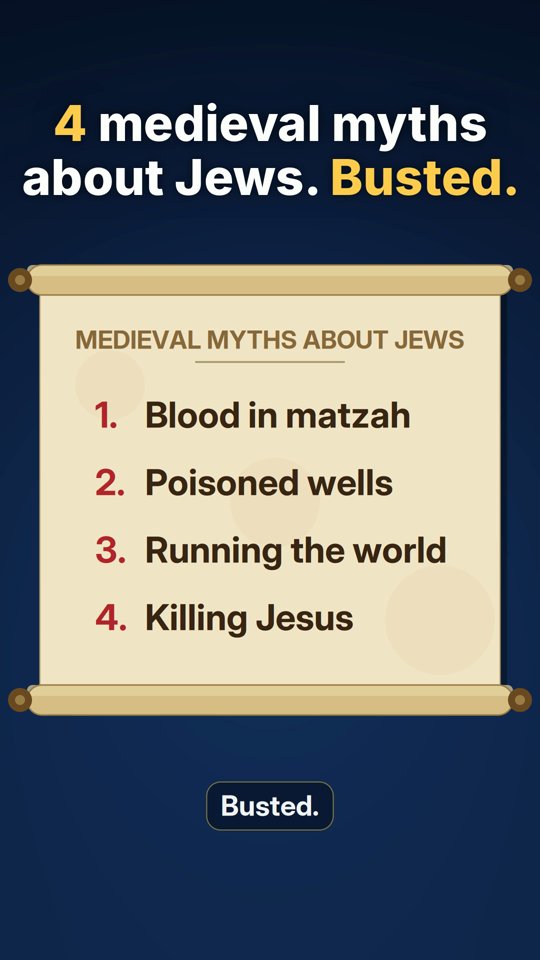 4 medieval myths
about Jews. Busted.
MEDIEVAL MYTHS ABOUT JEWS
1. Blood in matzah
2. Poisoned wells
3. Running the world
4. Killing Jesus
Busted.